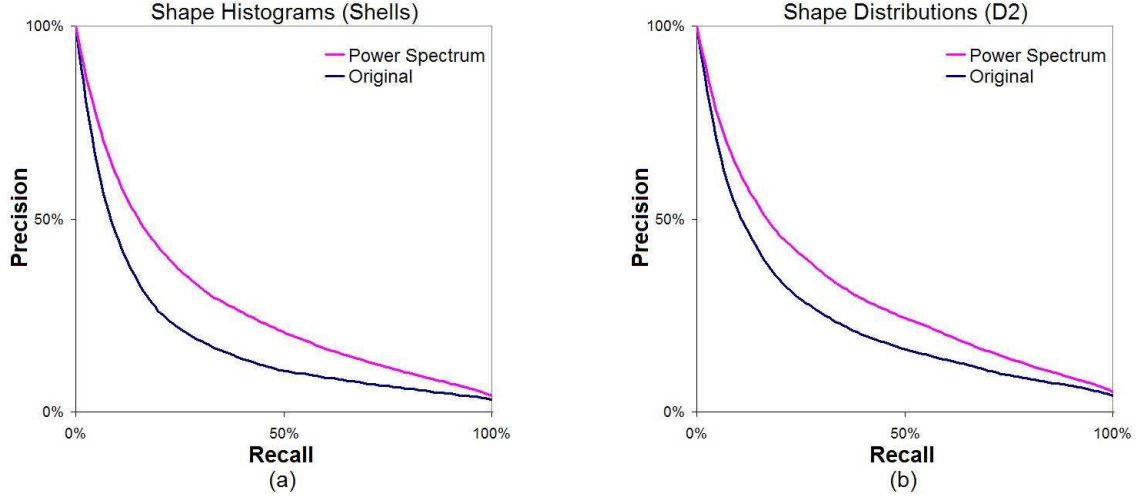 Shape Histograms (Shells)
100%
Power Spectrum
Original
Precision
50%
0%
0%
50%
100%
Recall
(a)
Shape Distributions (D2)
100%
Power Spectrum
Original
Precision
50%
0%
0%
50%
100%
Recall
(b)